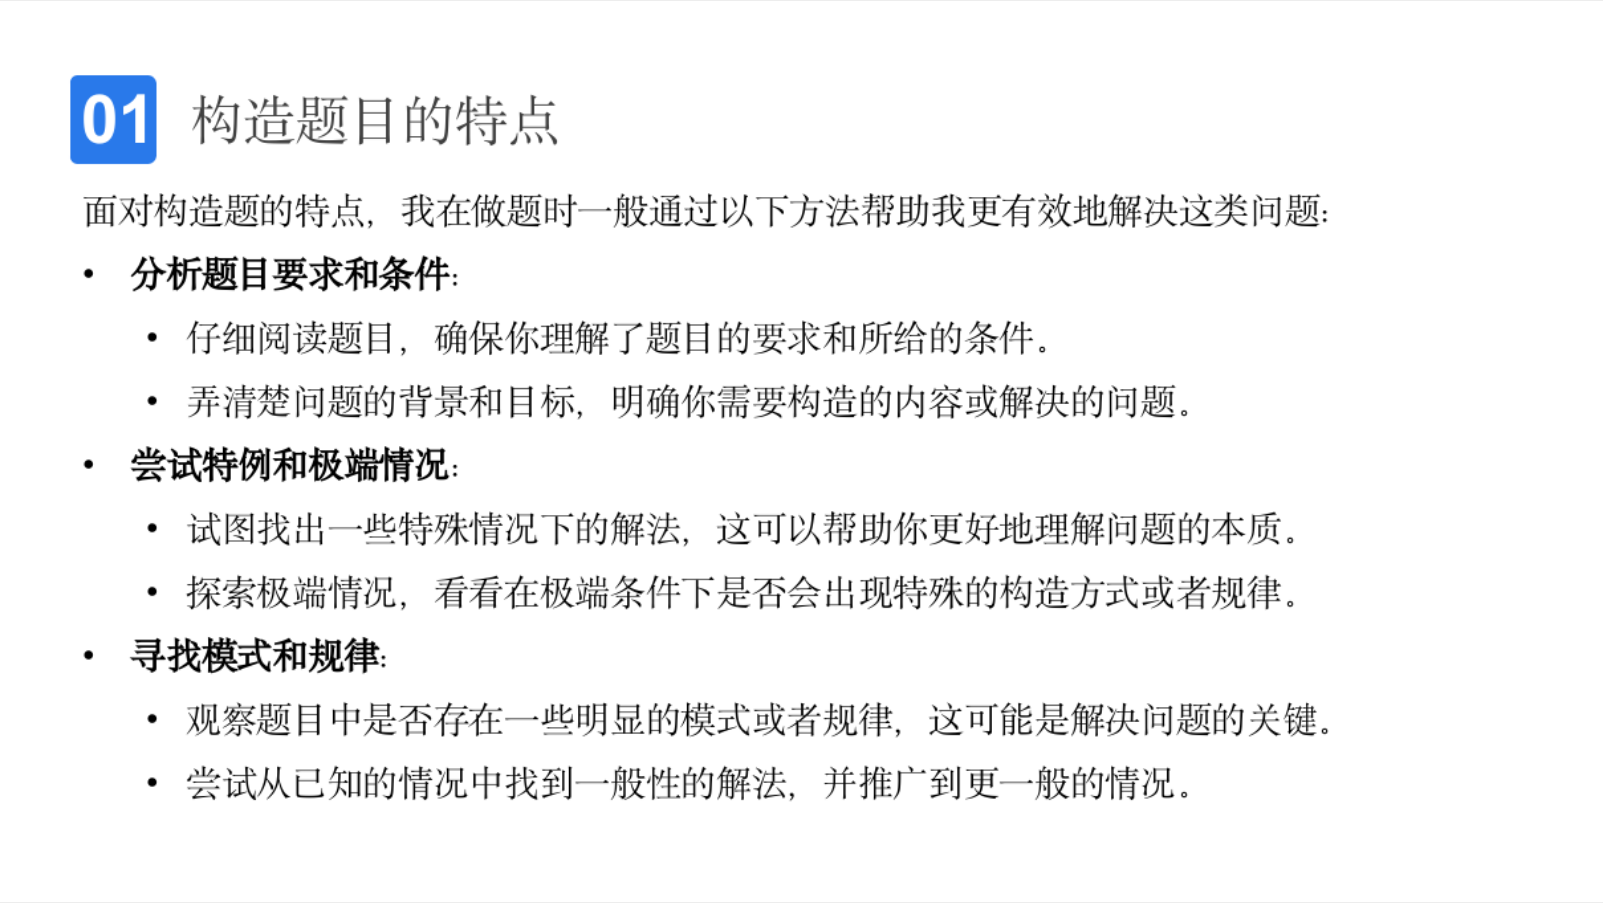 01 构造题目的特点
面对构造题的特点，我在做题时一般通过以下方法帮助我更有效地解决这类问题:
• 分析题目要求和条件:
• 仔细阅读题目，确保你理解了题目的要求和所给的条件。
• 弄清楚问题的背景和目标，明确你需要构造的内容或解决的问题。
• 尝试特例和极端情况:
• 试图找出一些特殊情况下的解法，这可以帮助你更好地理解问题的本质。
• 探索极端情况，看看在极端条件下是否会出现特殊的构造方式或者规律。
• 寻找模式和规律:
• 观察题目中是否存在一些明显的模式或者规律，这可能是解决问题的关键。
• 尝试从已知的情况中找到一般性的解法，并推广到更一般的情况。